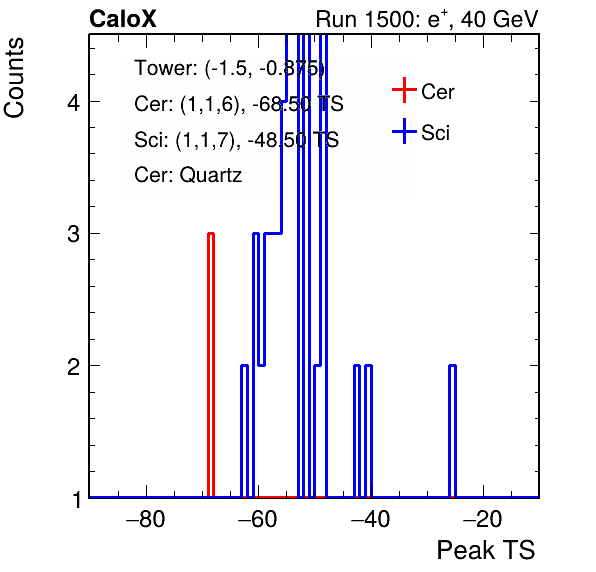 CaloX Run 1500: e⁺, 40 GeV
Counts
Tower: (-1.5, -0.875)
Cer: (1,1,6), -68.50 TS
Sci: (1,1,7), -48.50 TS
Cer: Quartz
Cer
Sci
4
3
2
1
−80 −60 −40 −20
Peak TS